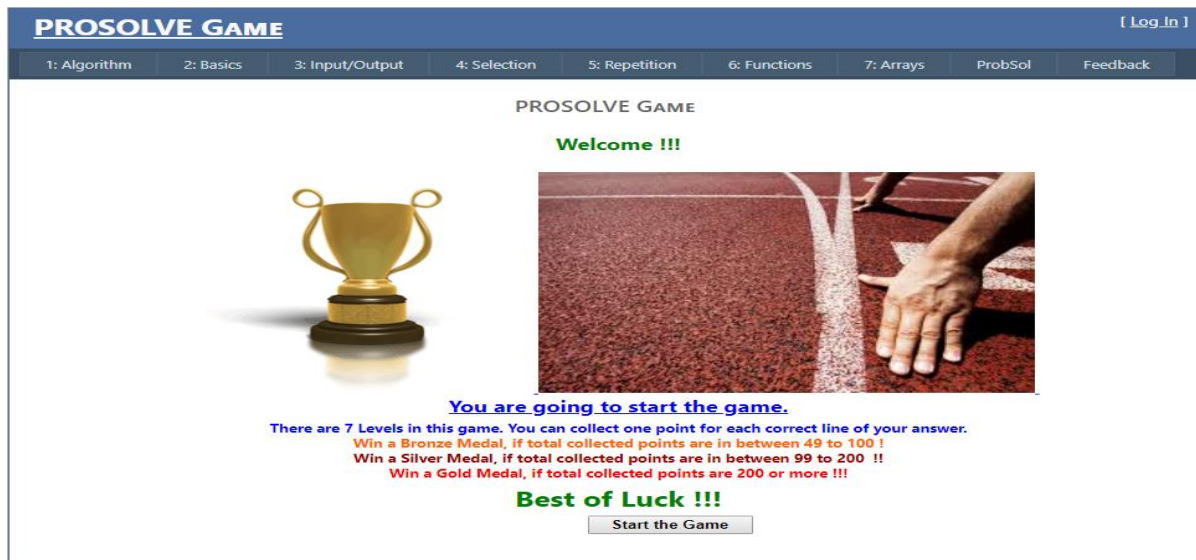 PROSOLVE GAME
[ Log In ]
1: Algorithm 2: Basics 3: Input/Output 4: Selection 5: Repetition 6: Functions 7: Arrays ProbSol Feedback
PROSOLVE GAME
Welcome !!!
You are going to start the game.
There are 7 Levels in this game. You can collect one point for each correct line of your answer.
Win a Bronze Medal, if total collected points are in between 49 to 100 !
Win a Silver Medal, if total collected points are in between 99 to 200 !!
Win a Gold Medal, if total collected points are 200 or more !!!
Best of Luck !!!
Start the Game